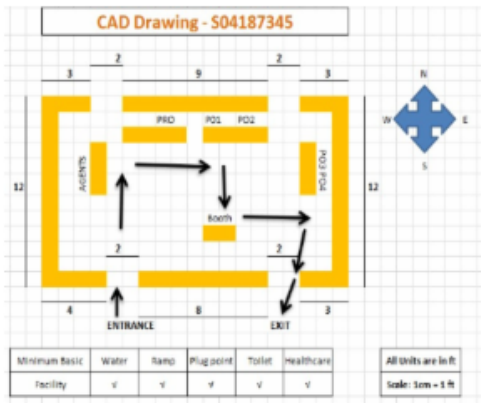 CAD Drawing - S04187345
2 2
3 9 3
N
PRO PO1 PO2
W E
AGENTS
PO3 PO4
S
12 12
Booth
2 2
4 8 3
ENTRANCE EXIT
Minimum Basic Water Ramp Plug point Toilet Healthcare
Facility √ √ √ √ √
All Units are in ft
Scale: 1cm = 1 ft